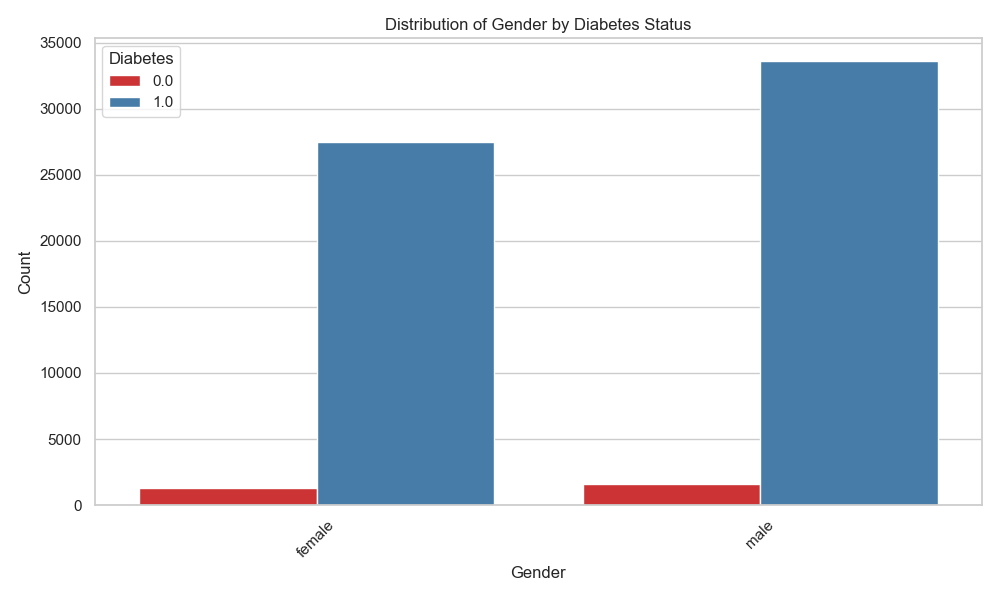 Distribution of Gender by Diabetes Status
Diabetes
0.0
1.0
35000
30000
25000
20000
15000
10000
5000
0
Count
female
male
Gender